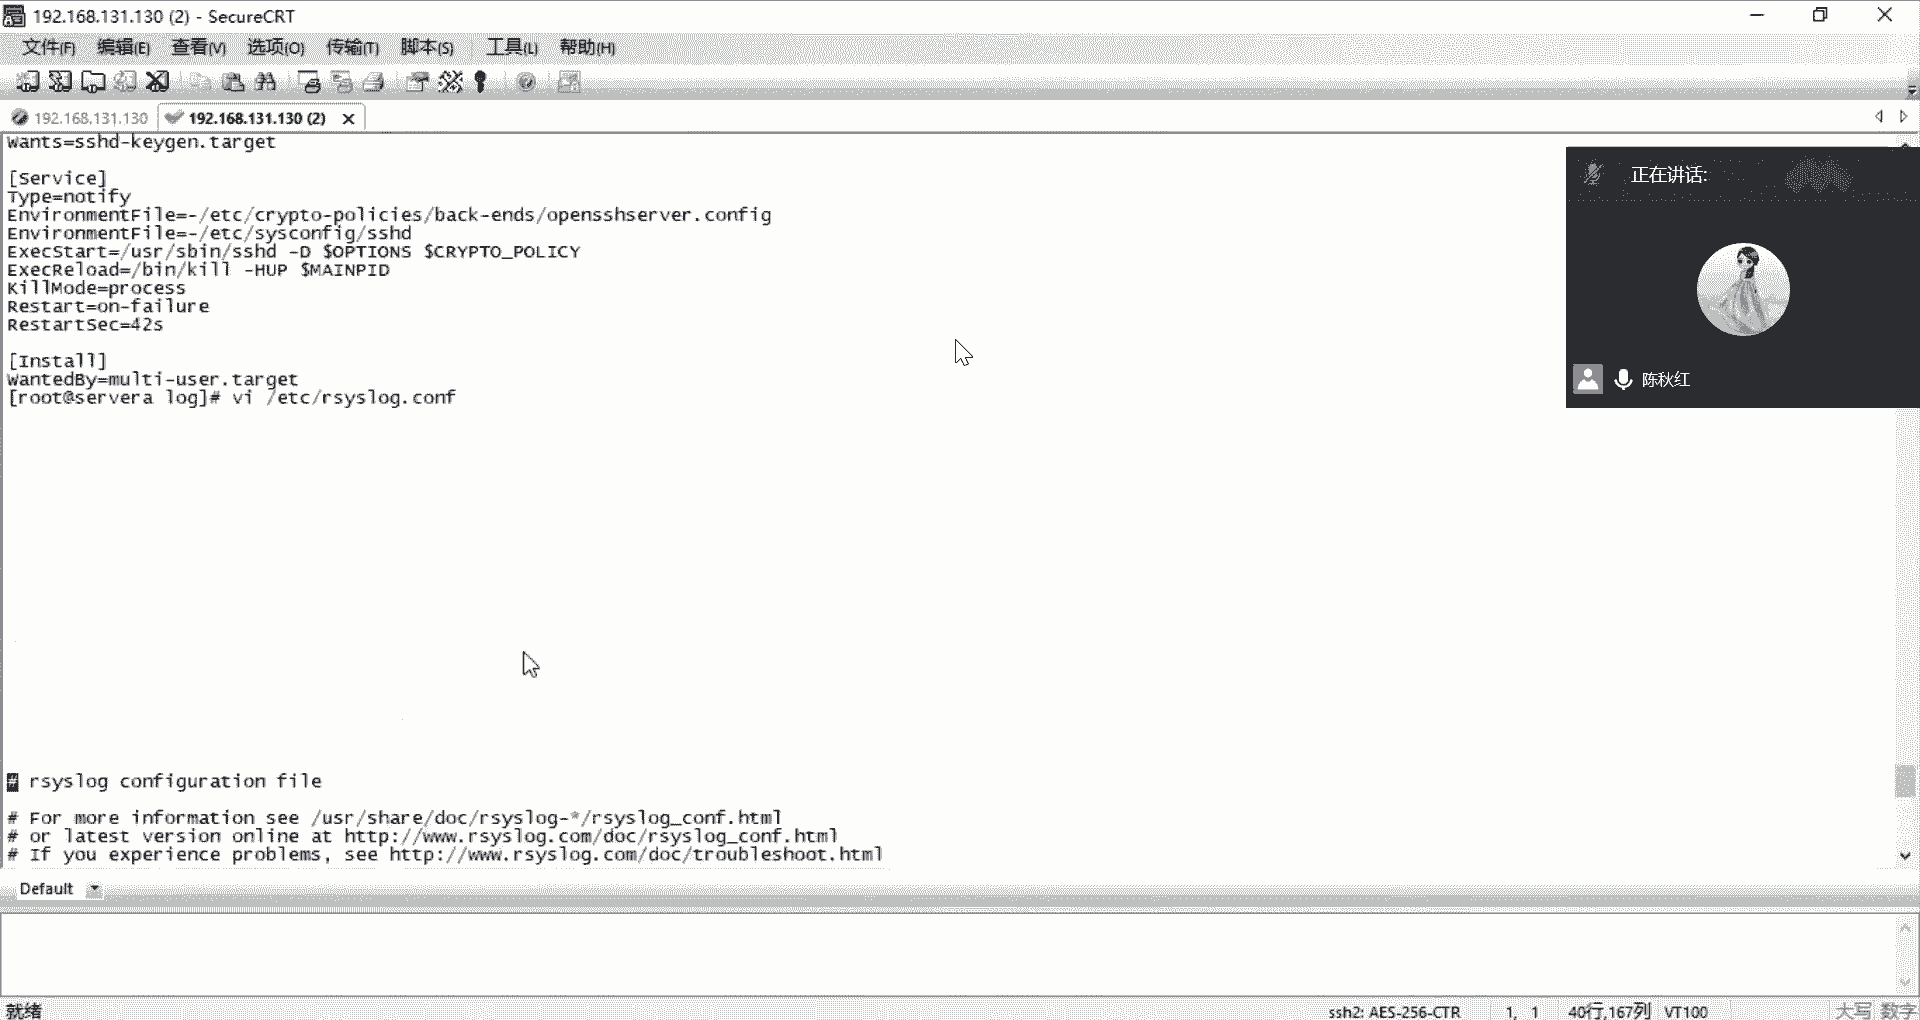 192.168.131.130 (2) - SecureCRT
文件(F) 编辑(E) 查看(V) 选项(O) 传输(T) 脚本(S) 工具(L) 帮助(H)
192.168.131.130 192.168.131.130 (2)
Wants=sshd-keygen.target
[Service]
Type=notify
EnvironmentFile=-/etc/crypto-policies/back-ends/opensshserver.config
EnvironmentFile=-/etc/sysconfig/sshd
ExecStart=/usr/sbin/sshd -D $OPTIONS $CRYPTO_POLICY
ExecReload=/bin/kill -HUP $MAINPID
KillMode=process
Restart=on-failure
RestartSec=42s
[Install]
WantedBy=multi-user.target
[root@servera log]# vi /etc/rsyslog.conf
正在讲话:
陈秋红
# rsyslog configuration file
# For more information see /usr/share/doc/rsyslog-*/rsyslog_conf.html
# or latest version online at http://www.rsyslog.com/doc/rsyslog_conf.html
# If you experience problems, see http://www.rsyslog.com/doc/troubleshoot.html
Default
就绪 ssh2: AES-256-CTR 1, 1 40行,167列 VT100 大写 数字